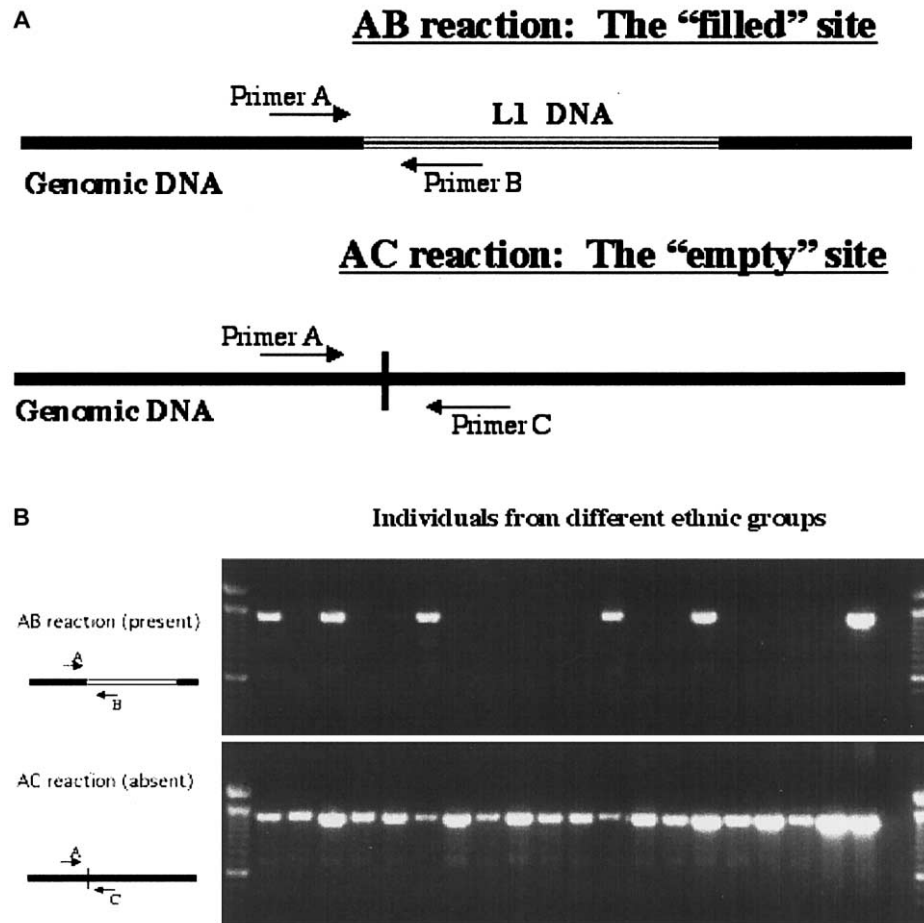 A
AB reaction: The “filled” site
Primer A
L1 DNA
Genomic DNA
Primer B
AC reaction: The “empty” site
Primer A
Genomic DNA
Primer C
B
Individuals from different ethnic groups
AB reaction (present)
A
B
AC reaction (absent)
A
C